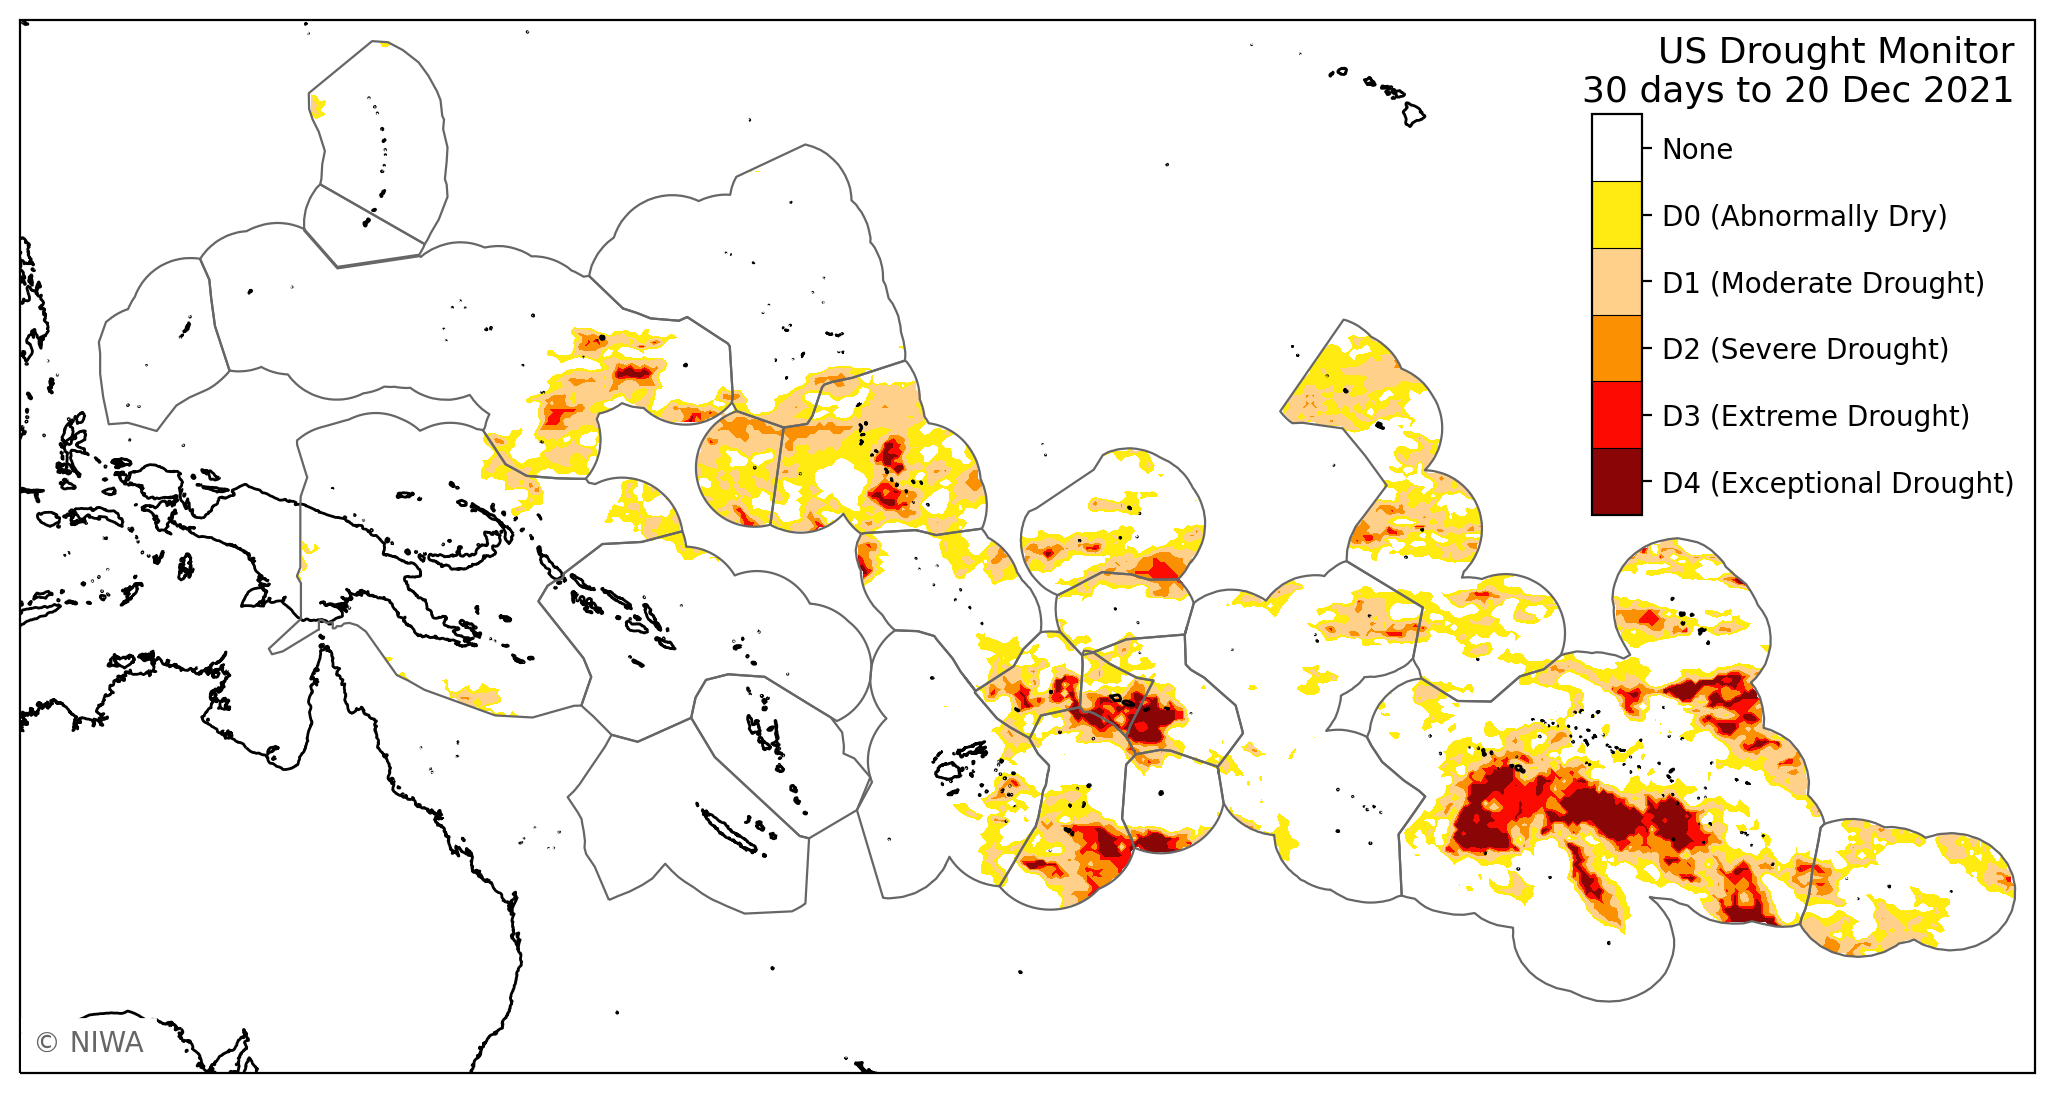 US Drought Monitor
30 days to 20 Dec 2021
None
D0 (Abnormally Dry)
D1 (Moderate Drought)
D2 (Severe Drought)
D3 (Extreme Drought)
D4 (Exceptional Drought)
© NIWA